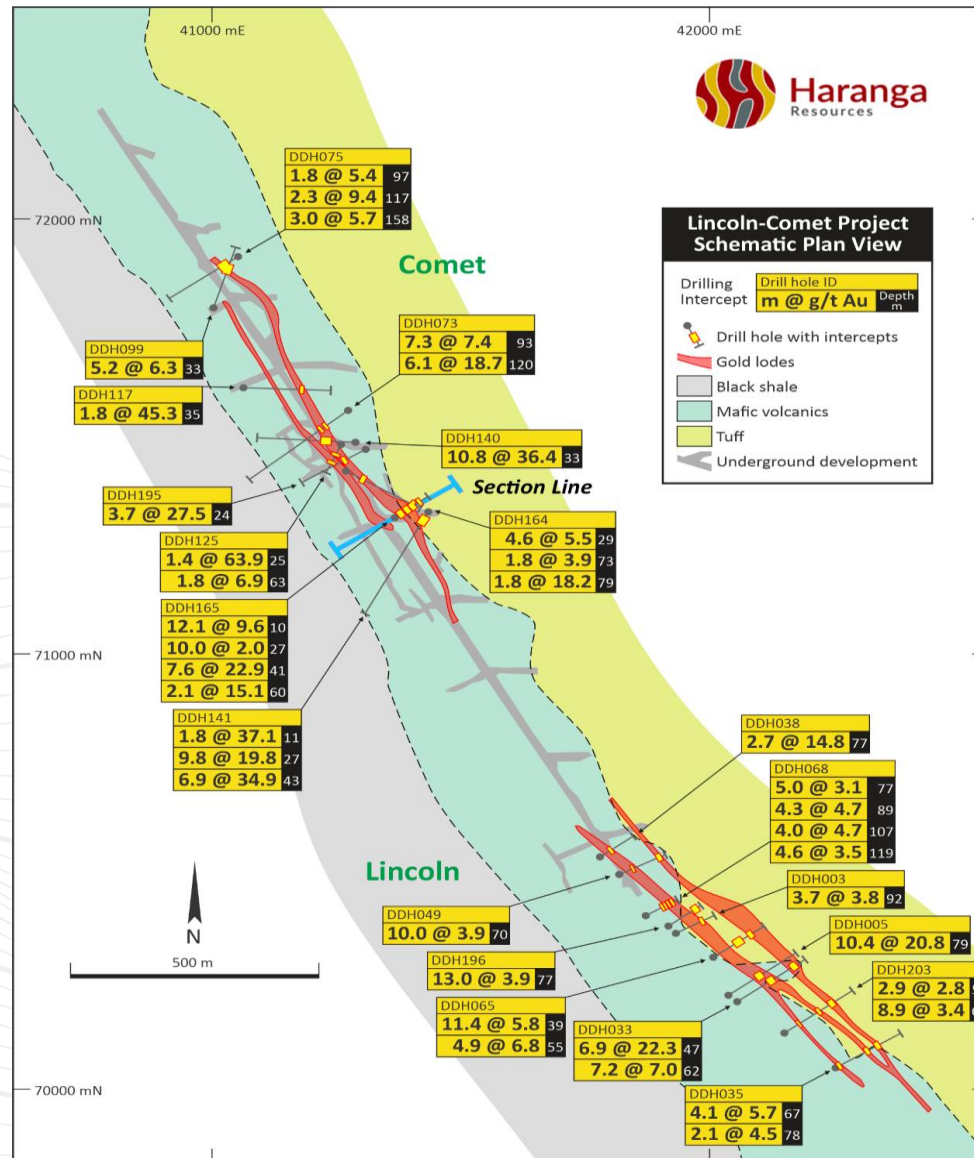 41000 mE
42000 mE
Haranga
Resources
DDH075
1.8 @ 5.4 97
2.3 @ 9.4 117
3.0 @ 5.7 158
72000 mN
Lincoln-Comet Project
Schematic Plan View
Drilling
Intercept
Drill hole ID
m @ g/t Au
Depth
m
Drill hole with intercepts
Gold lodes
Black shale
Mafic volcanics
Tuff
Underground development
Comet
DDH073
7.3 @ 7.4 93
6.1 @ 18.7 120
DDH099
5.2 @ 6.3 33
DDH117
1.8 @ 45.3 35
DDH140
10.8 @ 36.4 33
Section Line
DDH195
3.7 @ 27.5 24
DDH164
4.6 @ 5.5 29
1.8 @ 3.9 73
1.8 @ 18.2 79
DDH125
1.4 @ 63.9 25
1.8 @ 6.9 63
DDH165
12.1 @ 9.6 10
10.0 @ 2.0 27
7.6 @ 22.9 41
2.1 @ 15.1 60
71000 mN
DDH141
1.8 @ 37.1 11
9.8 @ 19.8 27
6.9 @ 34.9 43
DDH038
2.7 @ 14.8 77
DDH068
5.0 @ 3.1 77
4.3 @ 4.7 89
4.0 @ 4.7 107
4.6 @ 3.5 119
Lincoln
DDH003
3.7 @ 3.8 92
DDH049
10.0 @ 3.9 70
DDH005
10.4 @ 20.8 79
DDH196
13.0 @ 3.9 77
DDH203
2.9 @ 2.8
8.9 @ 3.4
DDH065
11.4 @ 5.8 39
4.9 @ 6.8 55
DDH033
6.9 @ 22.3 47
7.2 @ 7.0 62
N
500 m
70000 mN
DDH035
4.1 @ 5.7 67
2.1 @ 4.5 78